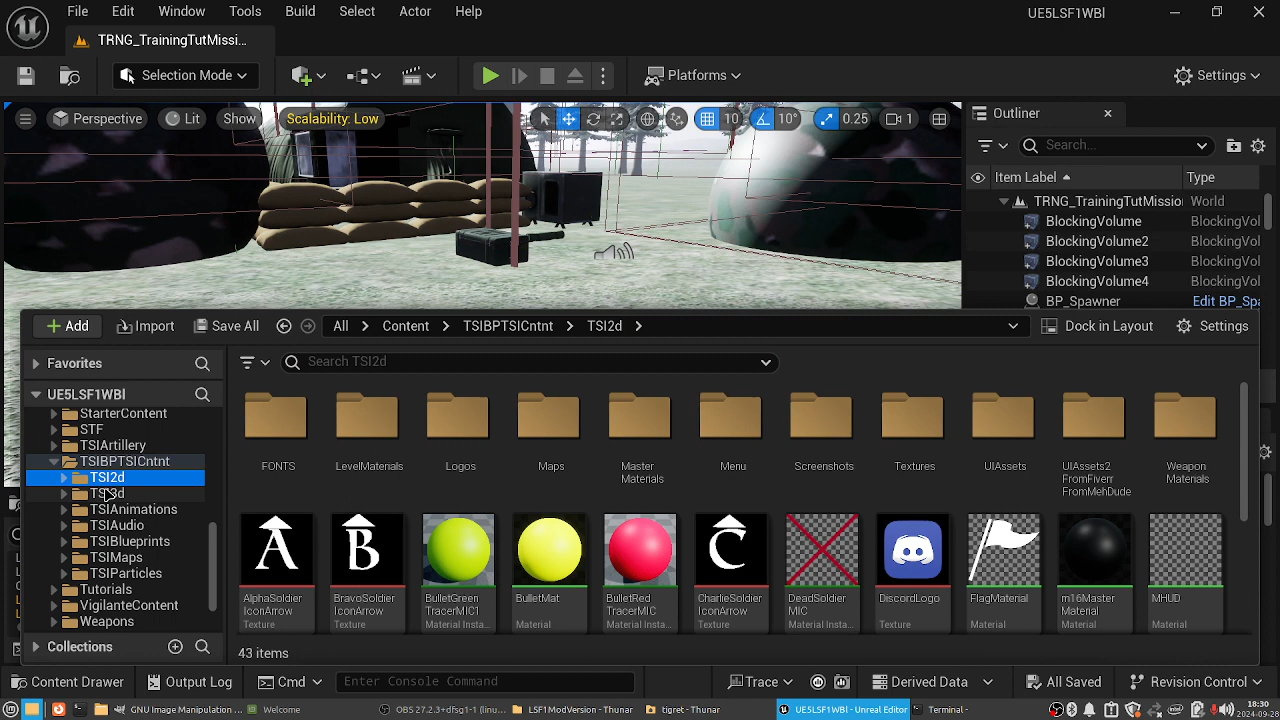 File Edit Window Tools Build Select Actor Help UE5LSF1WBl
TRNG_TrainingTutMissi...
Selection Mode Platforms Settings
Perspective Lit Show Scalability: Low 10 10° 0.25 1 Outliner
Search...
Item Label Type
TRNG_TrainingTutMissio World
BlockingVolume BlockingVol
BlockingVolume2 BlockingVol
BlockingVolume3 BlockingVol
BlockingVolume4 BlockingVol
BP_Spawner Edit BP_Spa
Add Import Save All All Content TSIBPTSICntnt TSI2d Dock in Layout Settings
Favorites Search TSI2d
UE5LSF1WBl
StarterContent
STF
TSIArtillery
TSIBPTSICntnt
TSI2d
TSIAnimations
TSIAudio
TSIBlueprints
TSIMaps
TSIParticles
Tutorials
VigilanteContent
Weapons
Collections
FONTS LevelMaterials Logos Maps Master Materials Menu Screenshots Textures UIAssets UIAssets2 FromFiverr FromMehDude Weapon Materials
A B C
AlphaSoldier IconArrow BravoSoldier IconArrow BulletGreen TracerMIC1 BulletMat BulletRed TracerMIC CharlieSoldier IconArrow DeadSoldier MIC DiscordLogo FlagMaterial m16Master Material MHUD
Texture Texture Material Insta... Material Material Insta... Texture Material Insta... Texture Material Material Material
43 items
Content Drawer Output Log Cmd Enter Console Command Trace Derived Data All Saved Revision Control
GNU Image Manipulation ... Welcome OBS 27.2.3+dfsg1-1 (linu... LSF1ModVersion - Thunar tigret - Thunar UE5LSF1WBl - Unreal Editor Terminal - 18:30
2024-09-28